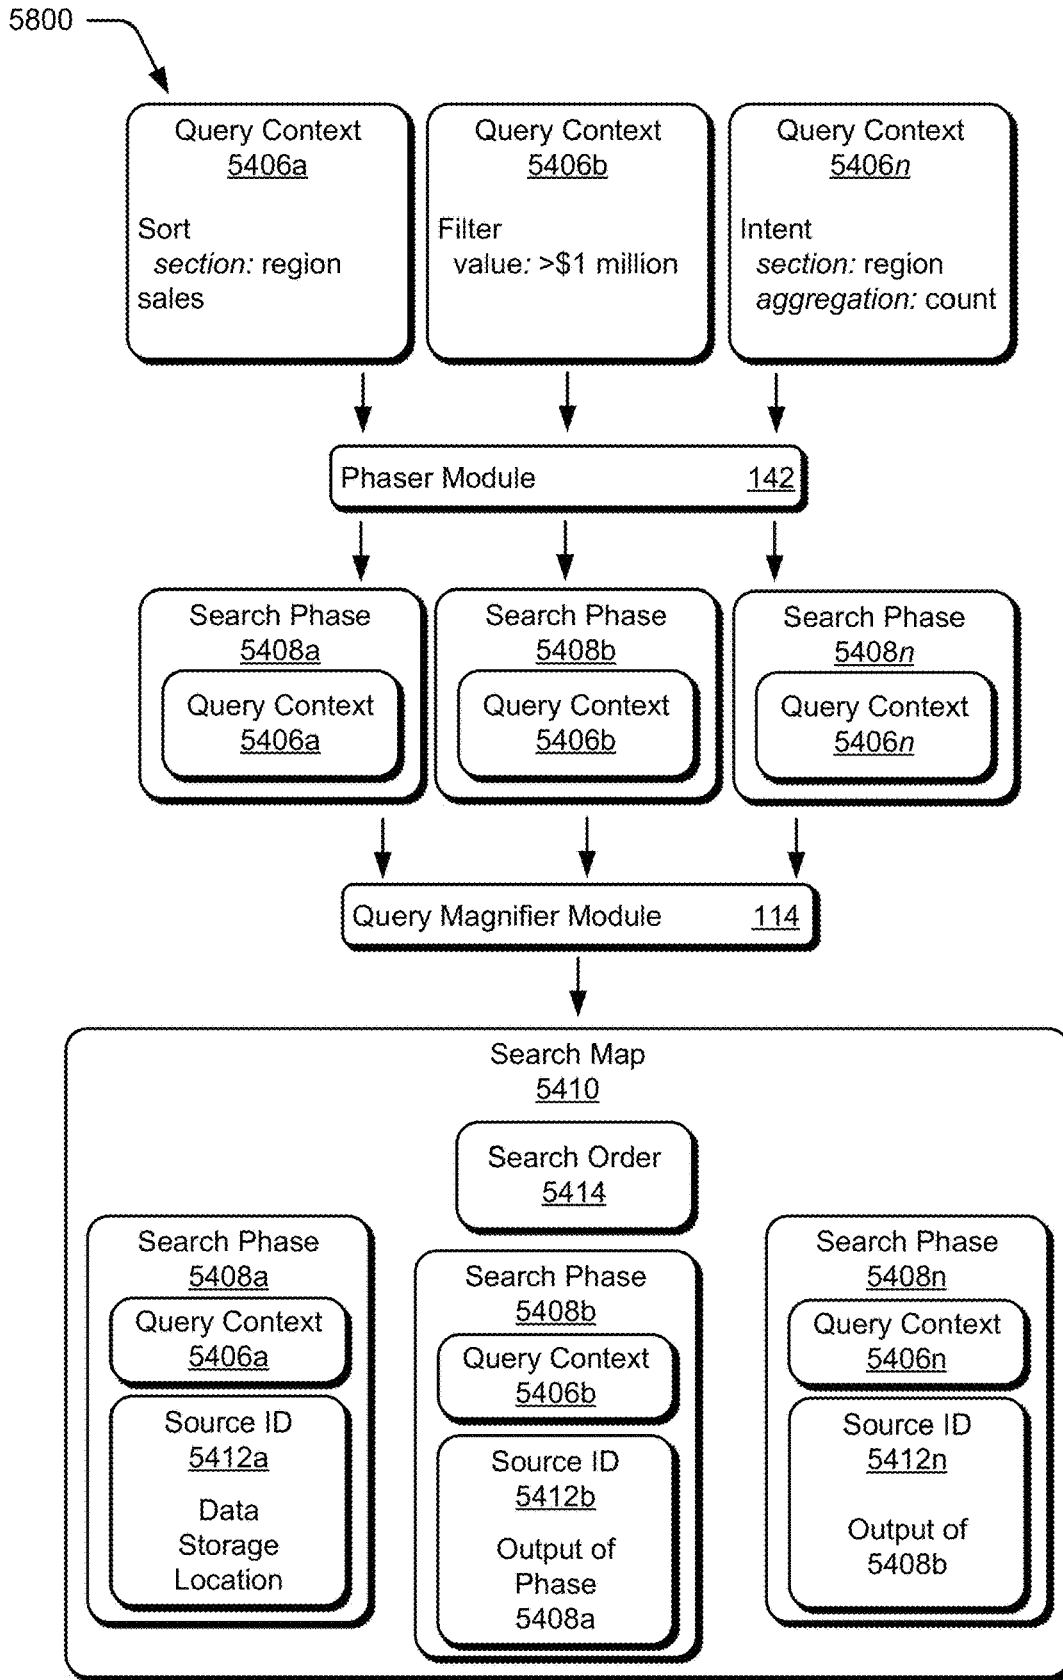 5800
Query Context
5406a
Sort
section: region
sales
Query Context
5406b
Filter
value: >$1 million
Query Context
5406n
Intent
section: region
aggregation: count
Phaser Module 142
Search Phase
5408a
Query Context
5406a
Search Phase
5408b
Query Context
5406b
Search Phase
5408n
Query Context
5406n
Query Magnifier Module 114
Search Map
5410
Search Order
5414
Search Phase
5408a
Query Context
5406a
Source ID
5412a
Data
Storage
Location
Search Phase
5408b
Query Context
5406b
Source ID
5412b
Output of
Phase
5408a
Search Phase
5408n
Query Context
5406n
Source ID
5412n
Output of
5408b